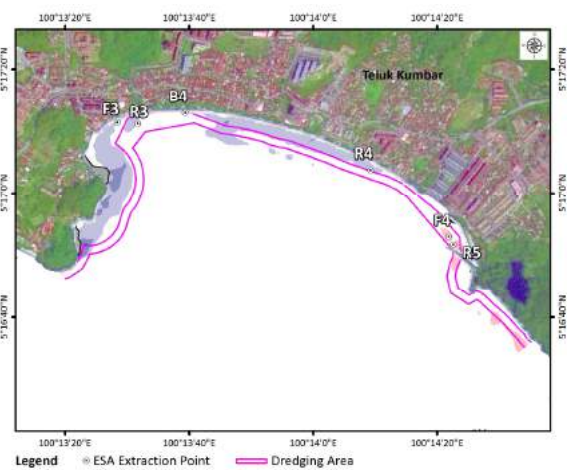 100°13'20"E 100°13'40"E 100°14'0"E 100°14'20"E
5°17'20"N 5°17'20"N
Teluk Kumbar
B4
F3 R3
R4
5°17'0"N 5°17'0"N
F4
R5
5°16'40"N 5°16'40"N
100°13'20"E 100°13'40"E 100°14'0"E 100°14'20"E
Legend ESA Extraction Point Dredging Area